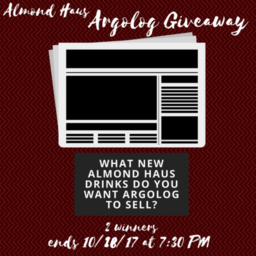 Almond Haus
Argolog Giveaway
WHAT NEW
ALMOND HAUS
DRINKS DO YOU
WANT ARGOLOG
TO SELL?
2 winners
ends 10/28/17 at 7:30 PM